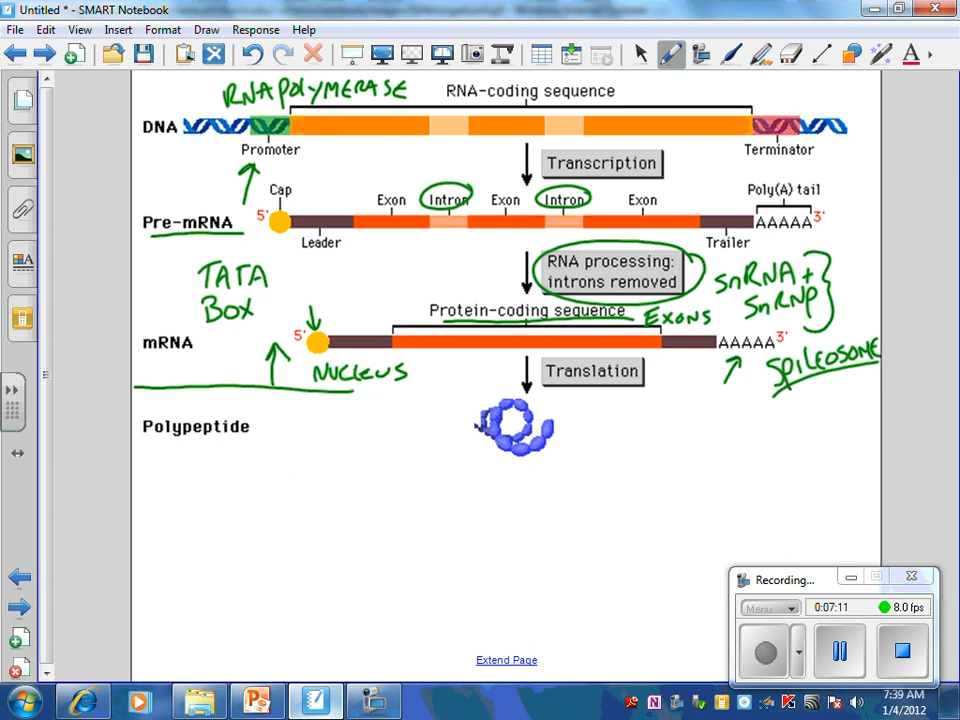 Untitled * - SMART Notebook
File Edit View Insert Format Draw Response Help
RNA POLYMERASE
RNA-coding sequence
DNA
Promoter
Terminator
Transcription
Cap
Exon Intron Exon Intron Exon
Poly(A) tail
Pre-mRNA
5'
AAAAA 3'
Leader
Trailer
TATA
BOX
RNA processing:
introns removed
snRNA +
snRNP
Protein-coding sequence
EXONS
mRNA
5'
AAAAA 3'
SPILEOSOME
NUCLEUS
Translation
Polypeptide
Extend Page
Recording...
Menu
0:07:11
8.0 fps
7:39 AM
1/4/2012